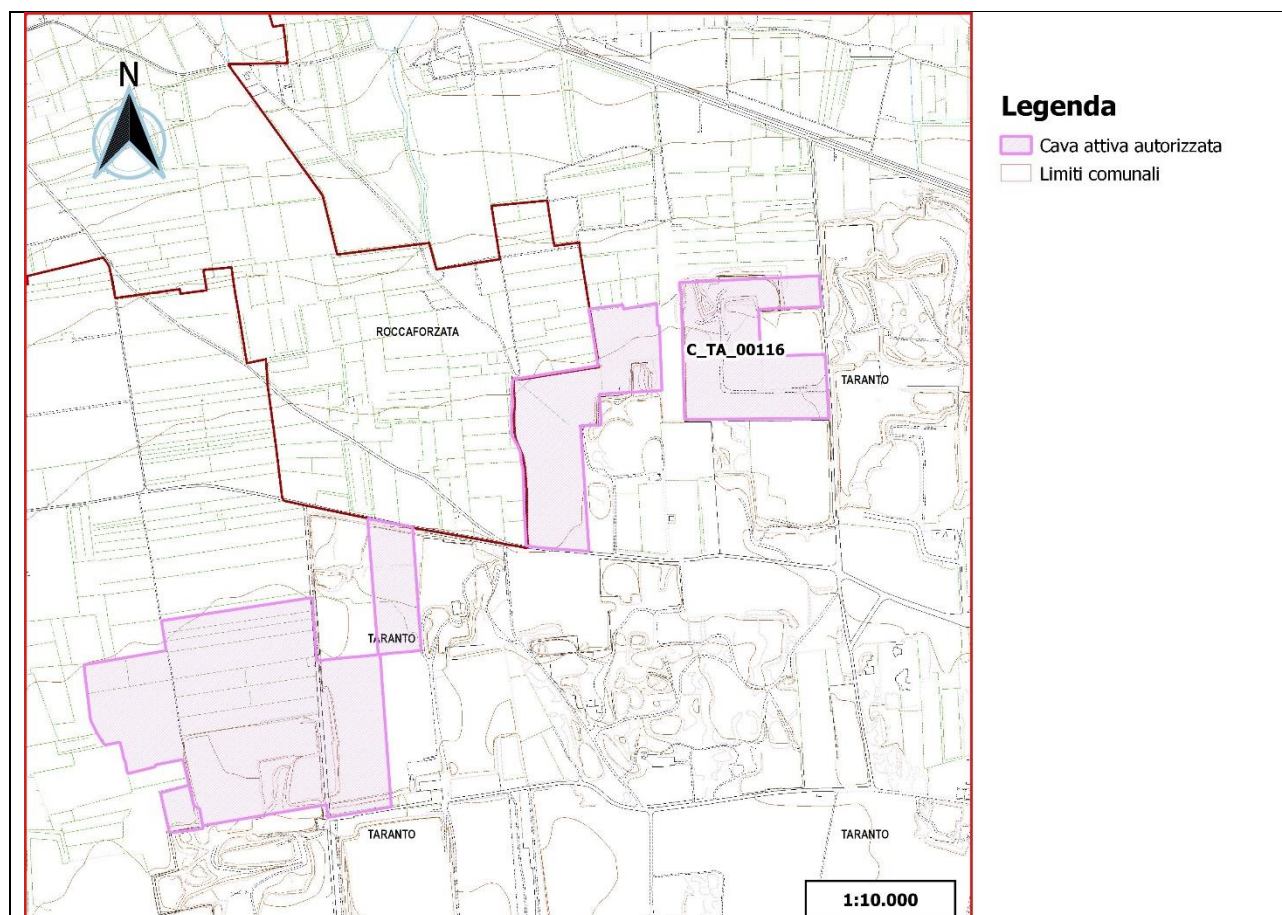 N
Legenda
Cava attiva autorizzata
Limiti comunali
ROCCAFORZATA
C_TA_00116
TARANTO
TARANTO
TARANTO
TARANTO
1:10.000